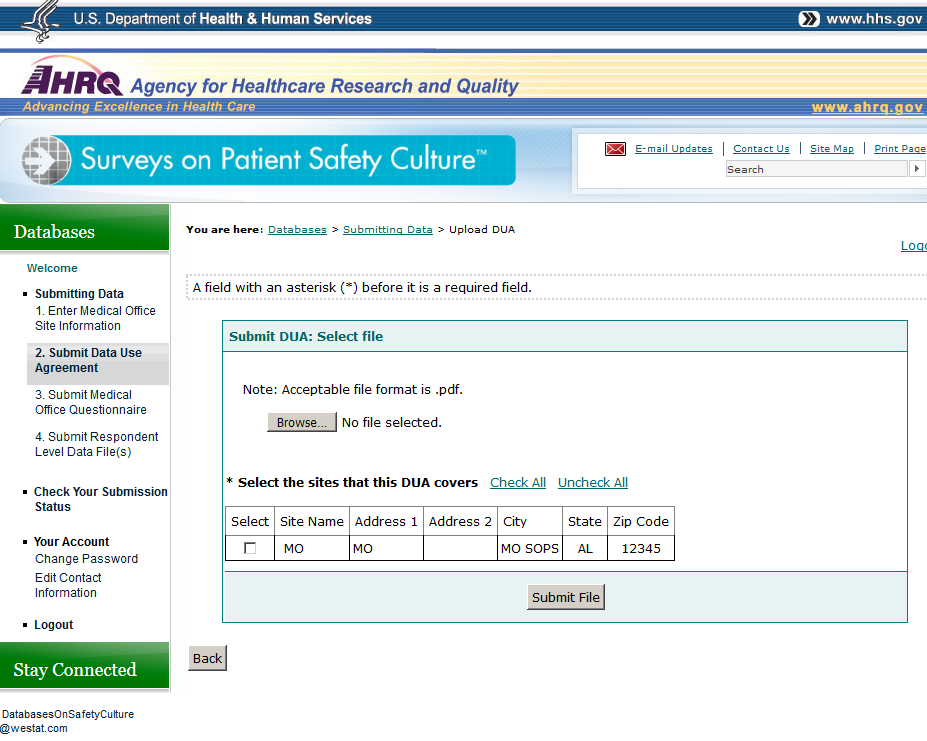 U.S. Department of Health & Human Services
www.hhs.gov
AHRQ Agency for Healthcare Research and Quality
Advancing Excellence in Health Care
www.ahrq.gov
Surveys on Patient Safety Culture™
E-mail Updates | Contact Us | Site Map | Print Page
Search
Databases
You are here: Databases > Submitting Data > Upload DUA
Welcome
Submitting Data
1. Enter Medical Office
Site Information
2. Submit Data Use
Agreement
3. Submit Medical
Office Questionnaire
4. Submit Respondent
Level Data File(s)
Check Your Submission
Status
Your Account
Change Password
Edit Contact
Information
Logout
Stay Connected
DatabasesOnSafetyCulture
@westat.com
A field with an asterisk (*) before it is a required field.
Submit DUA: Select file
Note: Acceptable file format is .pdf.
Browse... No file selected.
* Select the sites that this DUA covers Check All Uncheck All
Select Site Name Address 1 Address 2 City State Zip Code
MO MO MO SOPS AL 12345
Submit File
Back